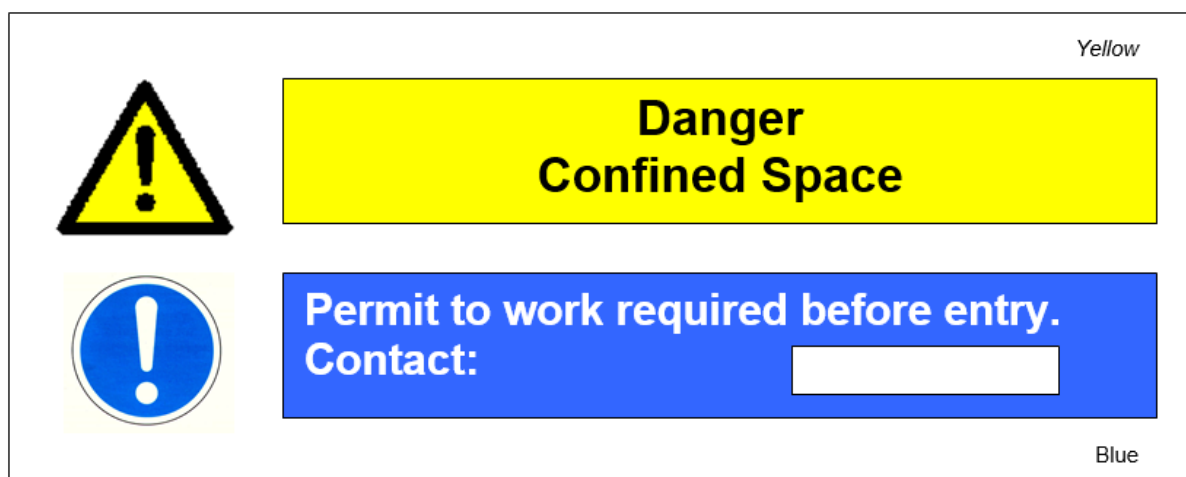 Yellow
Danger
Confined Space
Permit to work required before entry.
Contact:
Blue